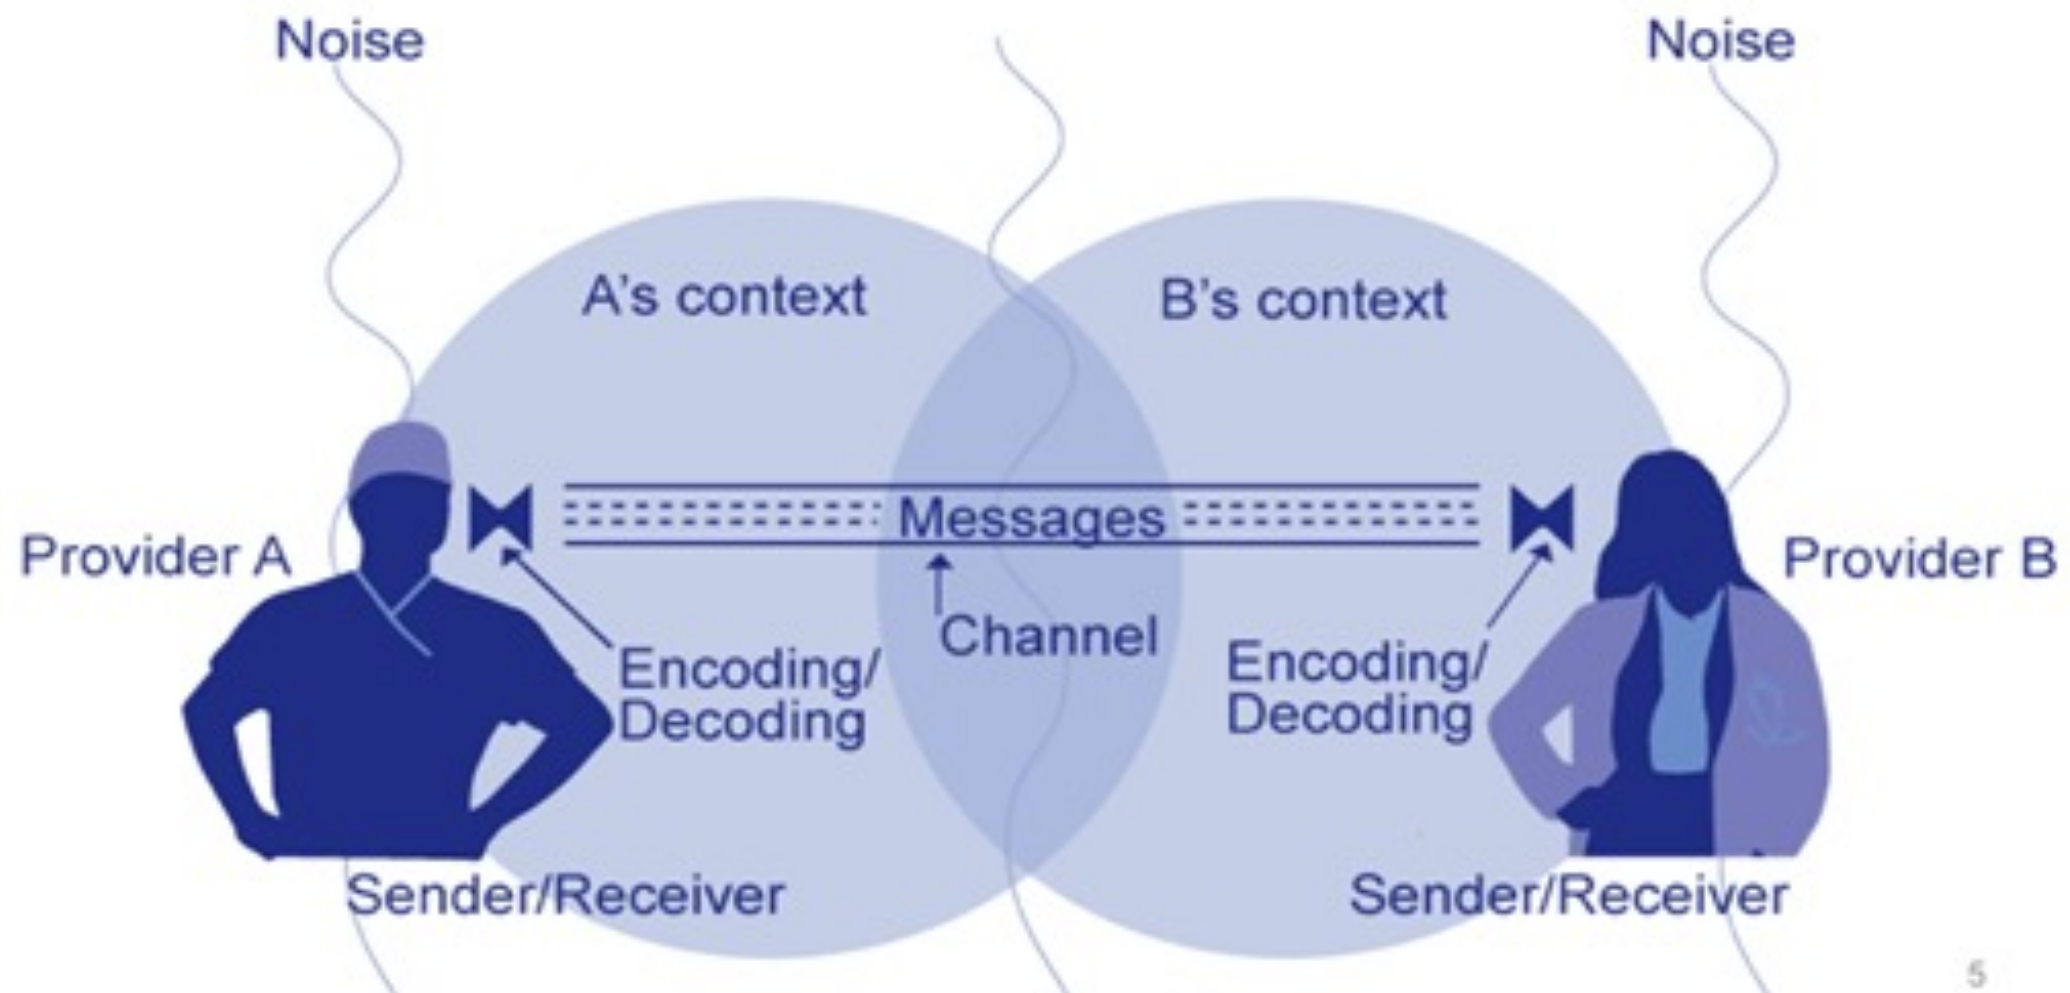 Noise
Noise
A's context
B's context
Messages
Provider A
Provider B
Channel
Encoding/
Decoding
Encoding/
Decoding
Sender/Receiver
Sender/Receiver
5